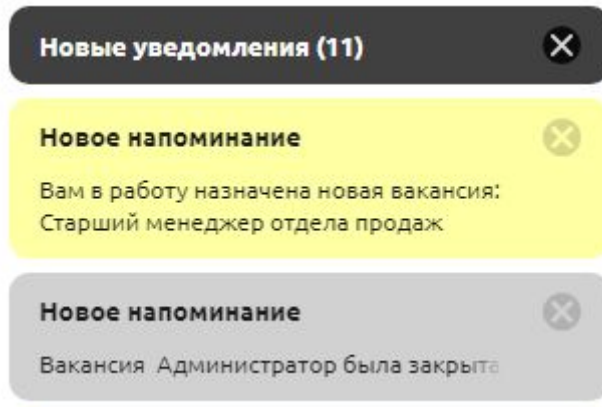 Новые уведомления (11)
Новое напоминание
Вам в работу назначена новая вакансия:
Старший менеджер отдела продаж
Новое напоминание
Вакансия Администратор была закрыта